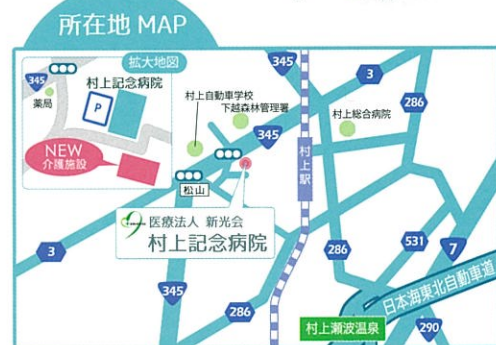 所在地 MAP
拡大地図
345
村上記念病院
薬局
P
NEW
介護施設
345
3
286
村上自動車学校
下越森林管理署
345
村上総合病院
村上駅
松山
医療法人 新光会
村上記念病院
3
345
286
286
531
7
日本海東北自動車道
村上瀬波温泉
290